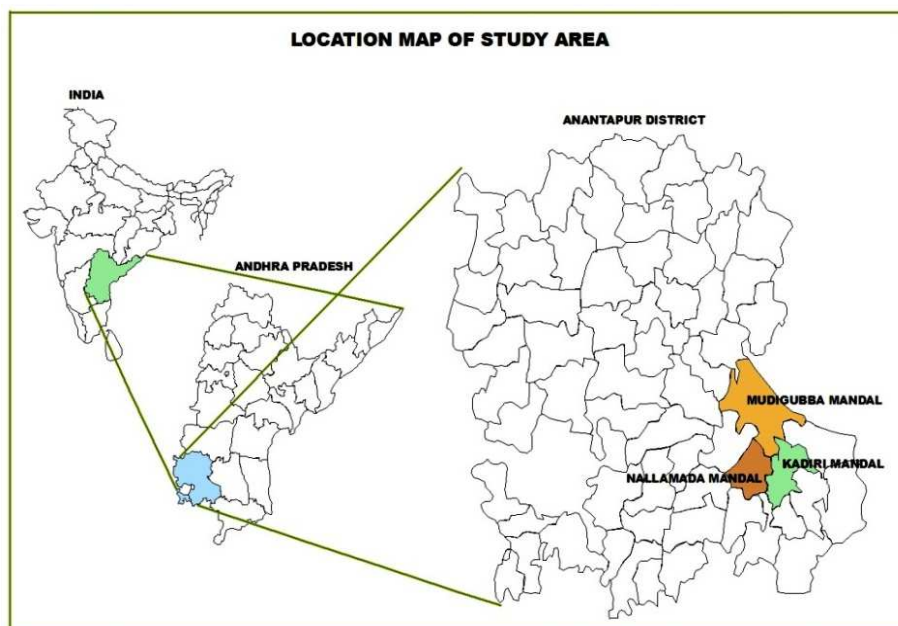 LOCATION MAP OF STUDY AREA
INDIA
ANANTAPUR DISTRICT
ANDHRA PRADESH
MUDIGUBBA MANDAL
KADIRI MANDAL
NALLAMADA MANDAL